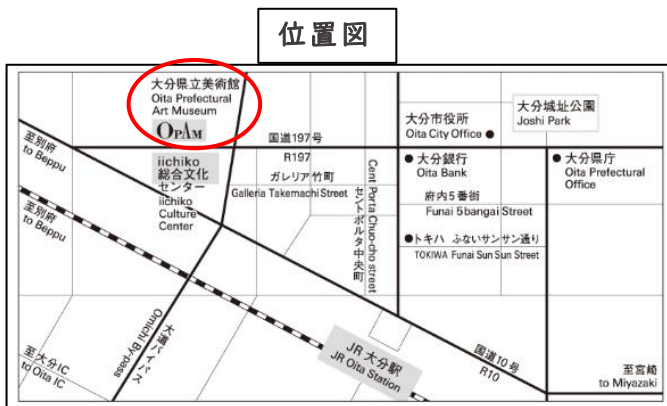 位置図
大分県立美術館
Oita Prefectural
Art Museum
OPAM
国道197号
R197
大分市役所
Oita City Office
大分城址公園
Joshi Park
至別府
to Beppu
iichiko
総合文化
センター
iichiko
Culture
Center
ガレリア竹町
Galleria Takemachi Street
Cent Porta Chuo-cho street
セントポルタ中央町
大分銀行
Oita Bank
大分県庁
Oita Prefectural
Office
府内5番街
Funai 5bangai Street
トキハ ふないサンサン通り
TOKIWA Funai Sun Sun Street
至別府
to Beppu
大道バイパス
Omichi By-pass
至大分IC
to Oita IC
JR 大分駅
JR Oita Station
国道10号
R10
至宮崎
to Miyazaki